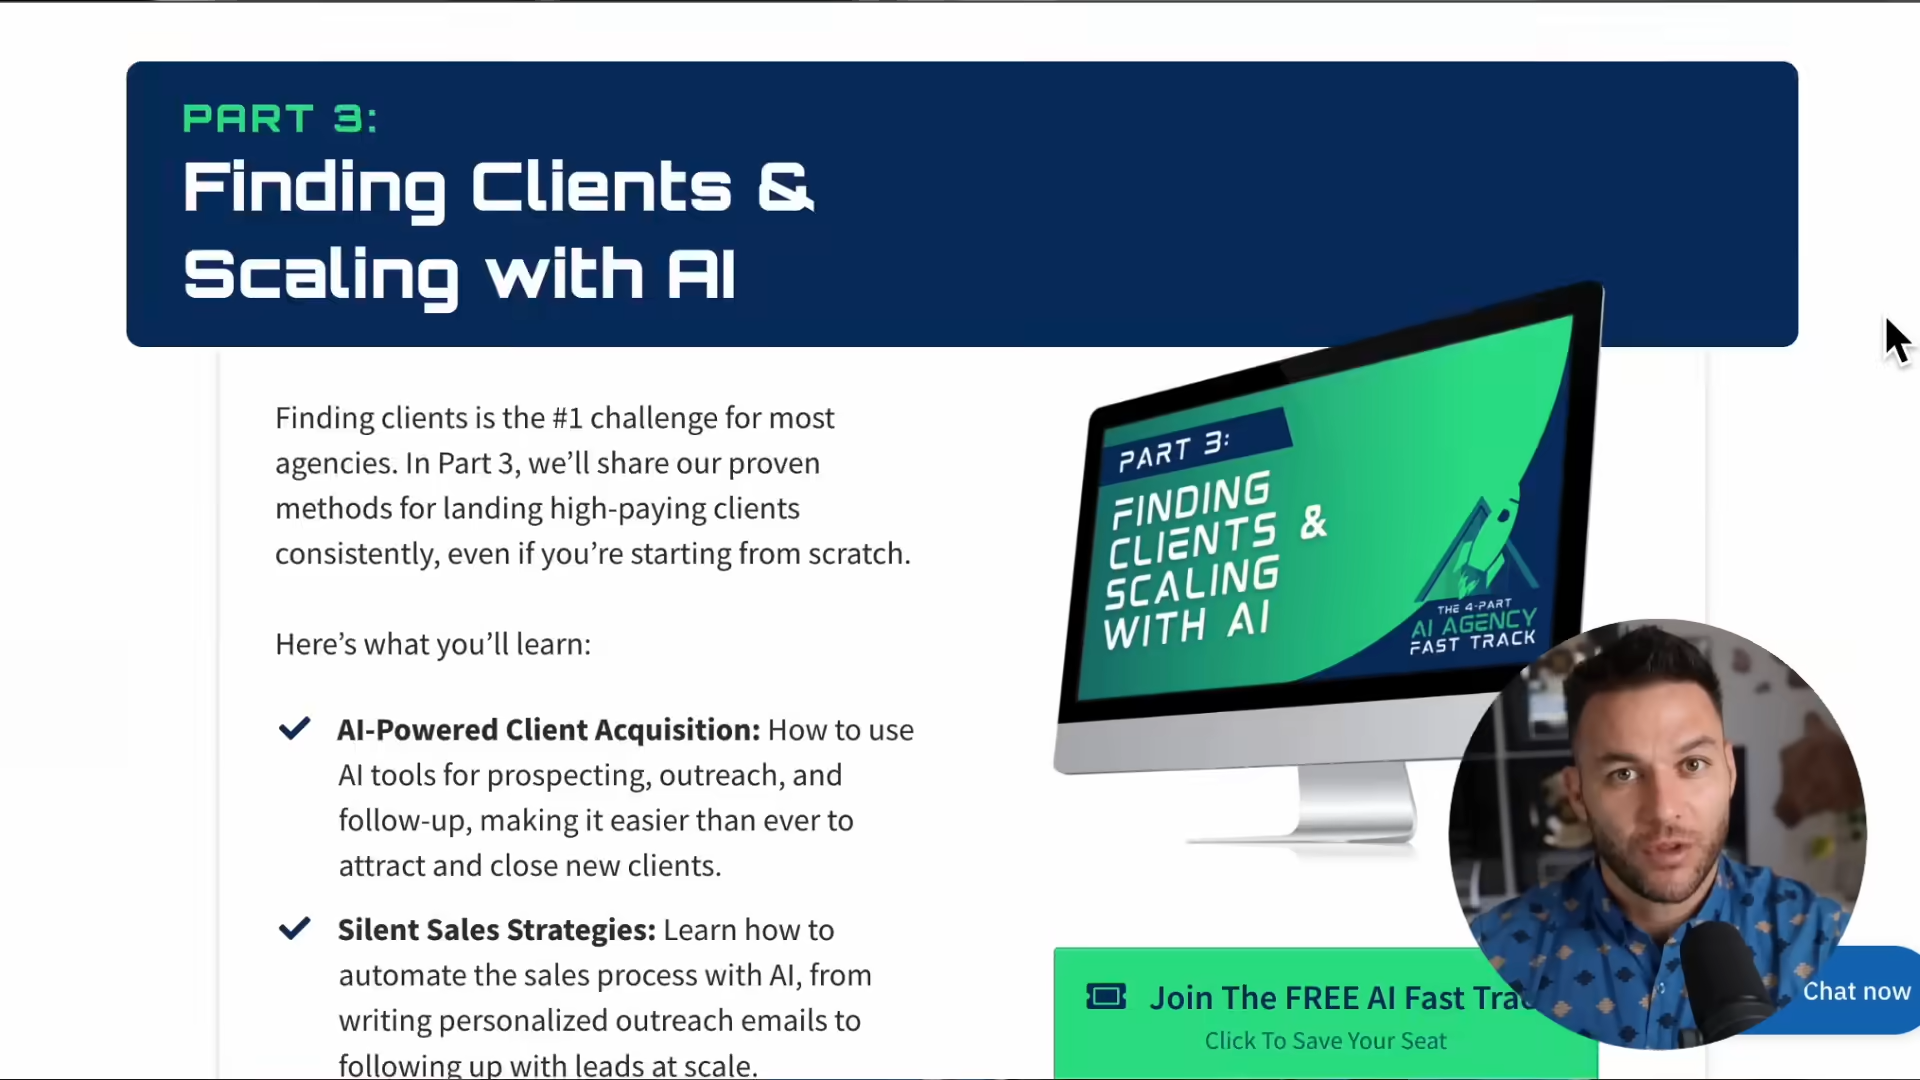 PART 3:
Finding Clients &
Scaling with AI
Finding clients is the #1 challenge for most
agencies. In Part 3, we’ll share our proven
methods for landing high-paying clients
consistently, even if you’re starting from scratch.
Here’s what you’ll learn:
AI-Powered Client Acquisition: How to use
AI tools for prospecting, outreach, and
follow-up, making it easier than ever to
attract and close new clients.
Silent Sales Strategies: Learn how to
automate the sales process with AI, from
writing personalized outreach emails to
following up with leads at scale.
PART 3:
FINDING
CLIENTS &
SCALING
WITH AI
THE 4-PART
AI AGENCY
FAST TRACK
Join The FREE AI Fast
Click To Save Your Seat
Chat now